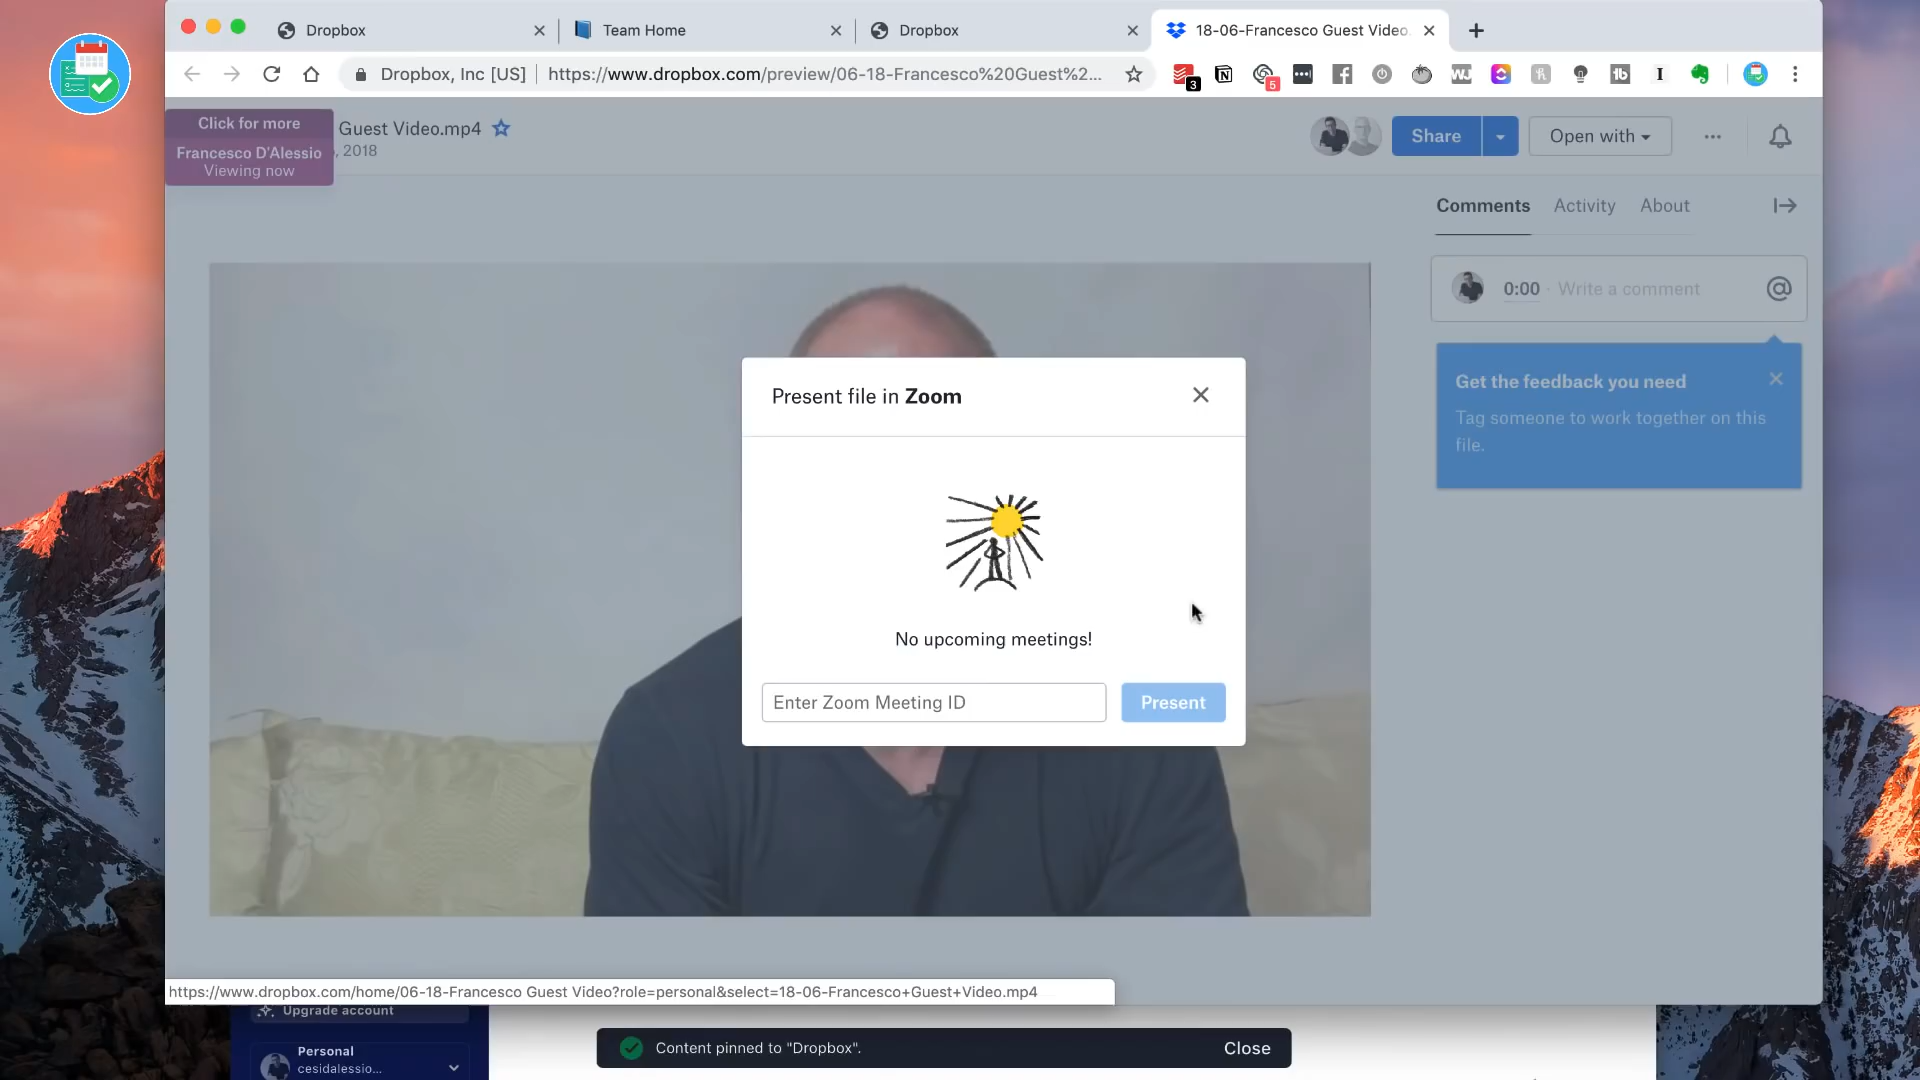 Dropbox
Team Home
Dropbox
18-06-Francesco Guest Video.
Dropbox, Inc [US]
https://www.dropbox.com/preview/06-18-Francesco%20Guest%2...
3
5
Click for more
Francesco D'Alessio
Viewing now
Guest Video.mp4
, 2018
Share
Open with
Comments
Activity
About
0:00 · Write a comment
@
Get the feedback you need
Tag someone to work together on this
file.
Present file in Zoom
No upcoming meetings!
Enter Zoom Meeting ID
Present
https://www.dropbox.com/home/06-18-Francesco Guest Video?role=personal&select=18-06-Francesco+Guest+Video.mp4
Upgrade account
Personal
cesidalessio...
Content pinned to "Dropbox".
Close